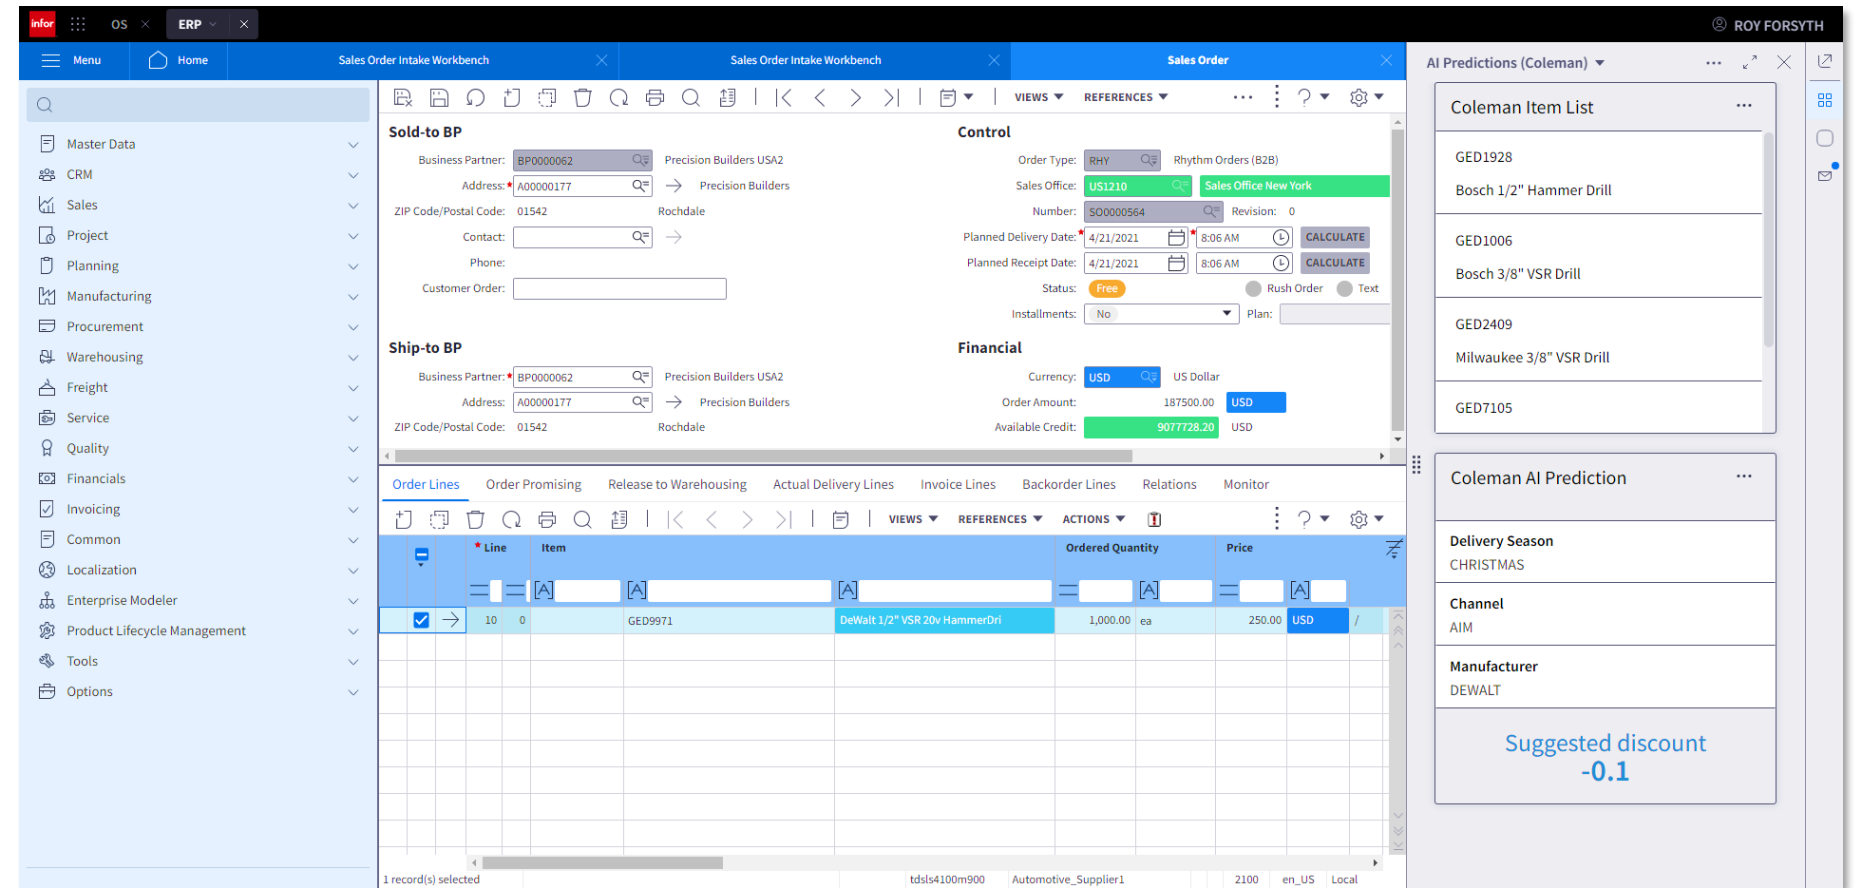 infor OS ERP ROY FORSYTH
Menu Home Sales Order Intake Workbench Sales Order Intake Workbench Sales Order AI Predictions (Coleman)
VIEWS REFERENCES
Master Data
CRM
Sales
Project
Planning
Manufacturing
Procurement
Warehousing
Freight
Service
Quality
Financials
Invoicing
Common
Localization
Enterprise Modeler
Product Lifecycle Management
Tools
Options
Sold-to BP
Business Partner: BP0000062 Precision Builders USA2
Address:* A00000177 Precision Builders
ZIP Code/Postal Code: 01542 Rochdale
Contact:
Phone:
Customer Order:
Control
Order Type: RHY Rhythm Orders (B2B)
Sales Office: US1210 Sales Office New York
Number: SO0000564 Revision: 0
Planned Delivery Date:* 4/21/2021 * 8:06 AM CALCULATE
Planned Receipt Date: 4/21/2021 8:06 AM CALCULATE
Status: Free Rush Order Text
Installments: No Plan:
Ship-to BP
Business Partner:* BP0000062 Precision Builders USA2
Address: A00000177 Precision Builders
ZIP Code/Postal Code: 01542 Rochdale
Financial
Currency: USD US Dollar
Order Amount: 187500.00 USD
Available Credit: 9077728.20 USD
Order Lines Order Promising Release to Warehousing Actual Delivery Lines Invoice Lines Backorder Lines Relations Monitor
VIEWS REFERENCES ACTIONS
* Line Item Ordered Quantity Price
[A] [A] [A] [A] [A]
10 0 GED9971 DeWalt 1/2" VSR 20v HammerDri 1,000.00 ea 250.00 USD /
1 record(s) selected tdsls4100m900 Automotive_Supplier1 2100 en_US Local
Coleman Item List
GED1928
Bosch 1/2" Hammer Drill
GED1006
Bosch 3/8" VSR Drill
GED2409
Milwaukee 3/8" VSR Drill
GED7105
Coleman AI Prediction
Delivery Season
CHRISTMAS
Channel
AIM
Manufacturer
DEWALT
Suggested discount
-0.1